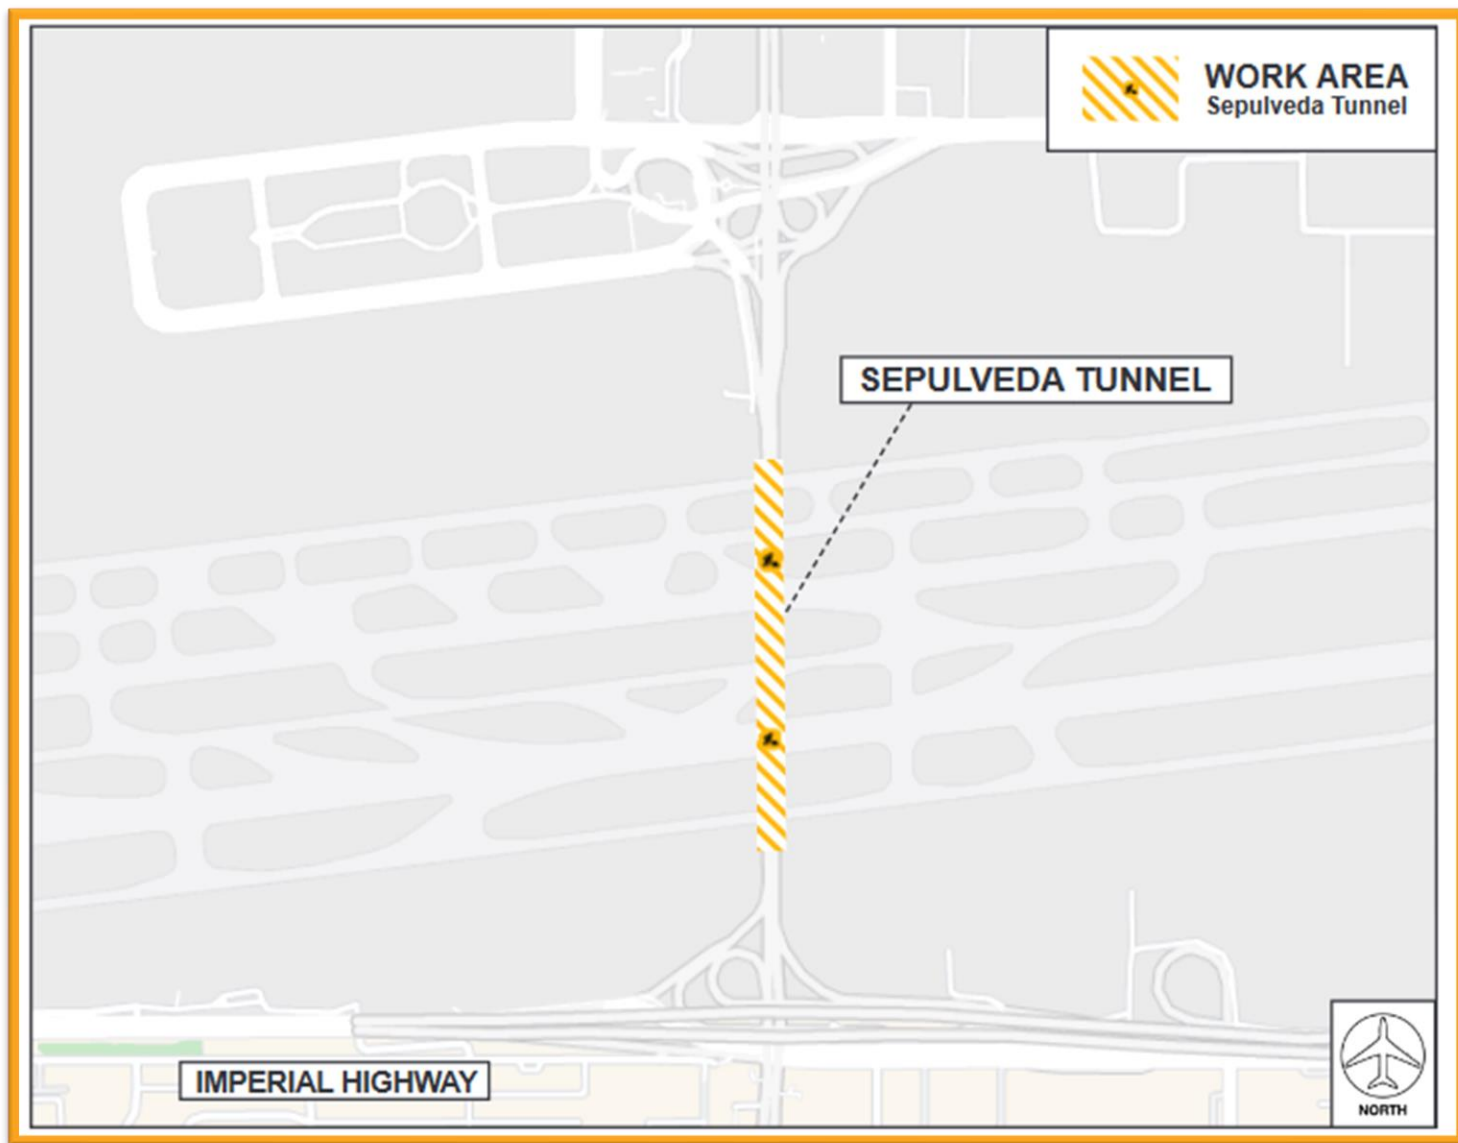 WORK AREA
Sepulveda Tunnel
SEPULVEDA TUNNEL
IMPERIAL HIGHWAY
NORTH